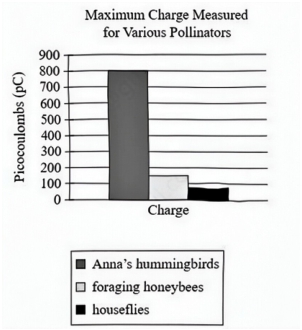 Maximum Charge Measured
for Various Pollinators
Picocoulombs (pC)
900
800
700
600
500
400
300
200
100
0
Charge
Anna's hummingbirds
foraging honeybees
houseflies